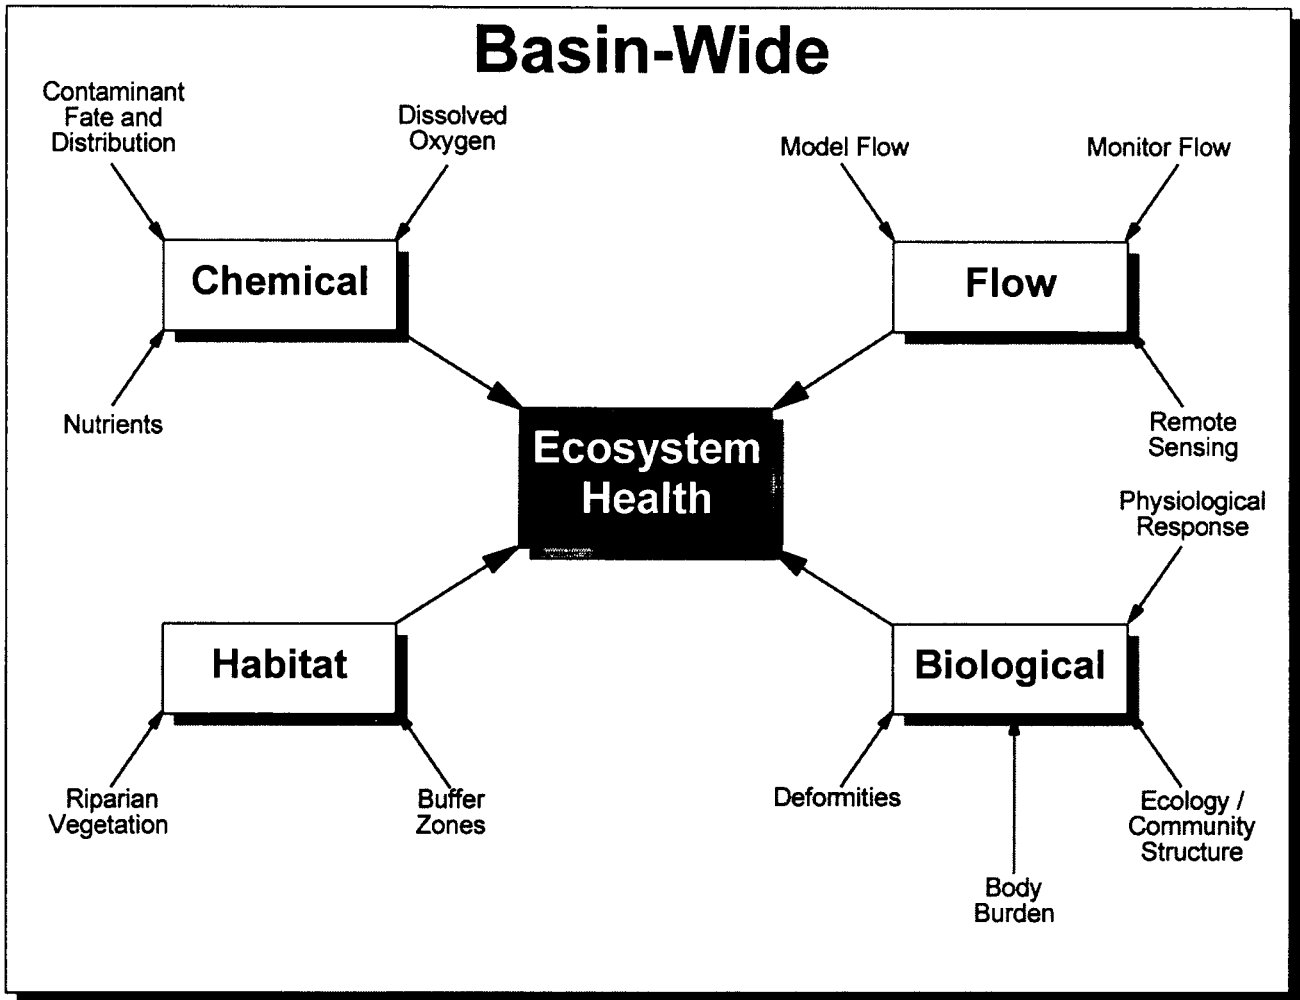 Basin-Wide
Contaminant
Fate and
Distribution
Dissolved
Oxygen
Model Flow
Monitor Flow
Chemical
Flow
Nutrients
Remote
Sensing
Ecosystem
Health
Physiological
Response
Habitat
Biological
Riparian
Vegetation
Buffer
Zones
Deformities
Body
Burden
Ecology /
Community
Structure